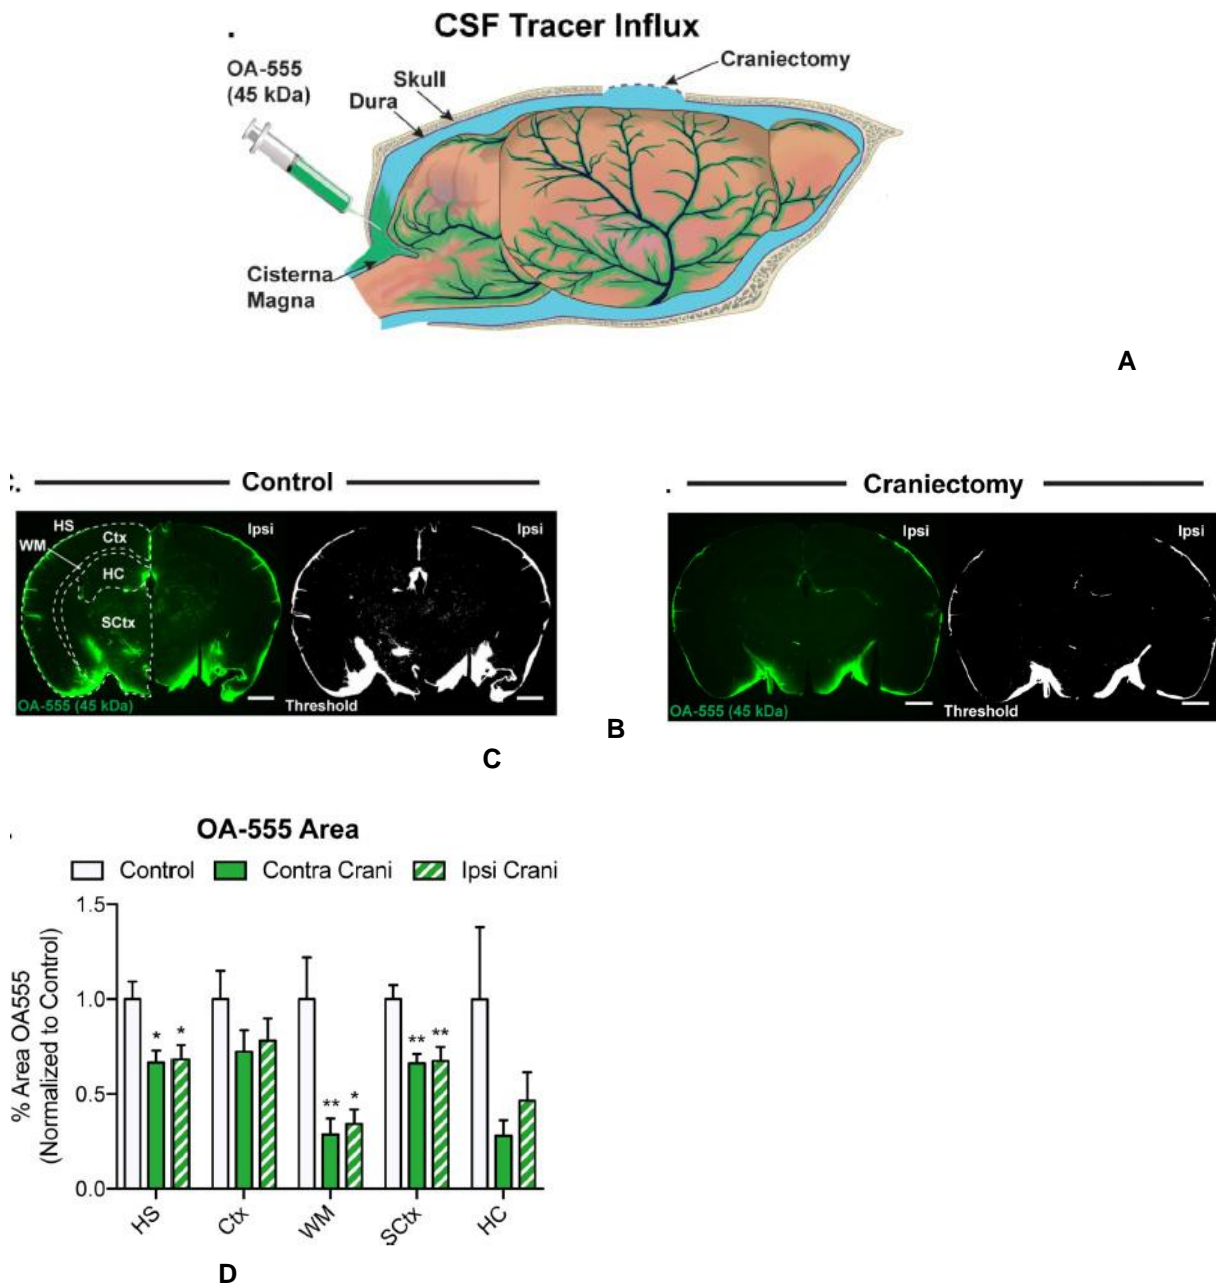 CSF Tracer Influx
.
OA-555
(45 kDa)
Skull
Dura
Craniectomy
Cisterna
Magna
A
Control
HS
Ctx
WM
HC
SCtx
Ipsi
OA-555 (45 kDa)
Threshold
.
Craniectomy
Ipsi
Ipsi
OA-555 (45 kDa)
Threshold
B
C
OA-555 Area
Control
Contra Crani
Ipsi Crani
% Area OA555
(Normalized to Control)
1.5
1.0
0.5
0.0
* *
** *
** **
HS
Ctx
WM
SCtx
HC
D